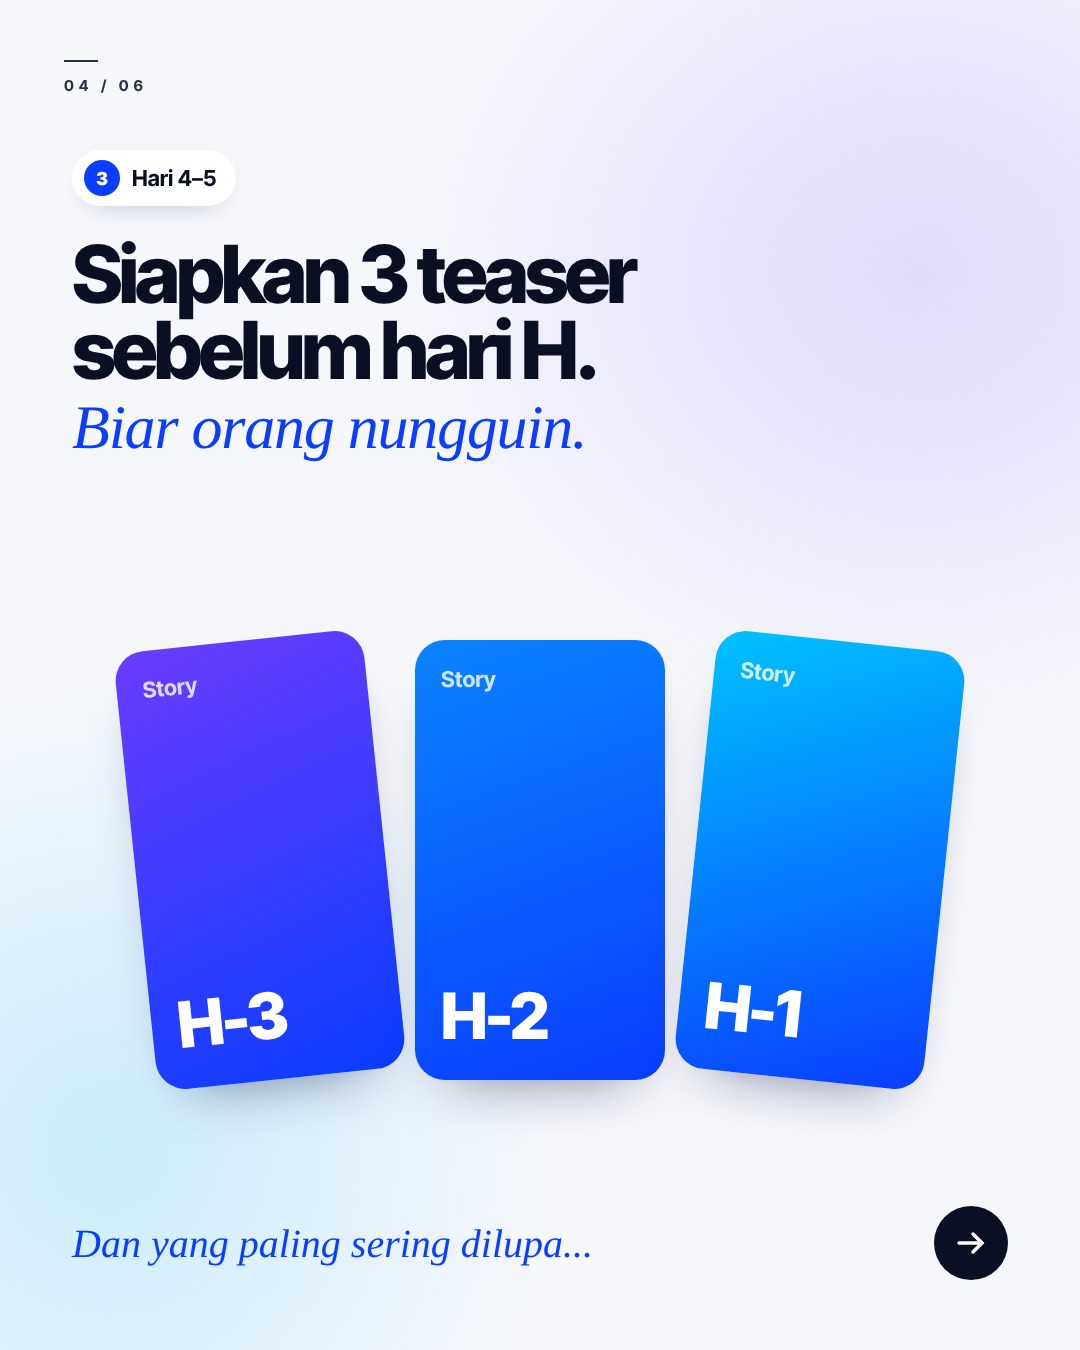 04 / 06
3 Hari 4–5
Siapkan 3 teaser
sebelum hari H.
Biar orang nungguin.
Story
H-3
Story
H-2
Story
H-1
Dan yang paling sering dilupa...